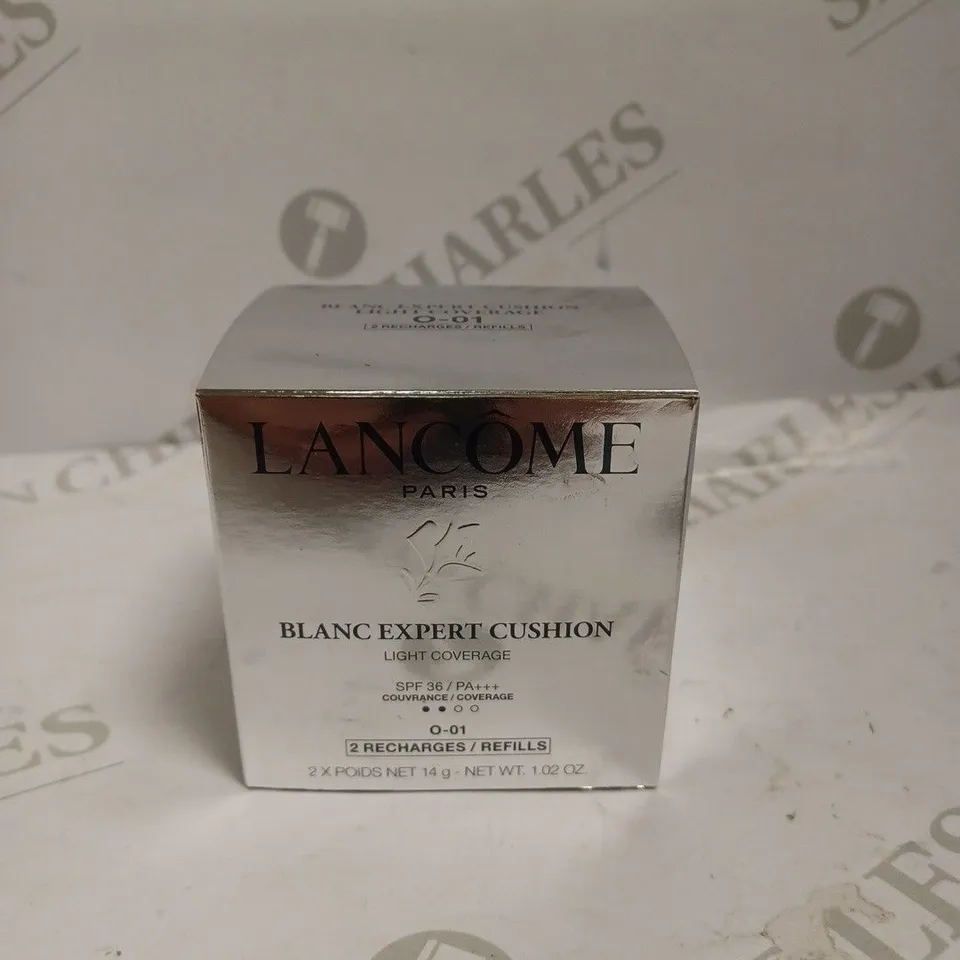 BLANC EXPERT CUSHION
LIGHT COVERAGE
O-01
2 RECHARGES / REFILLS
LANCÔME
PARIS
BLANC EXPERT CUSHION
LIGHT COVERAGE
SPF 36 / PA+++
COUVRANCE / COVERAGE
O-01
2 RECHARGES / REFILLS
2 X POIDS NET 14 g - NET WT. 1.02 OZ.
CHARLES
CHARLES